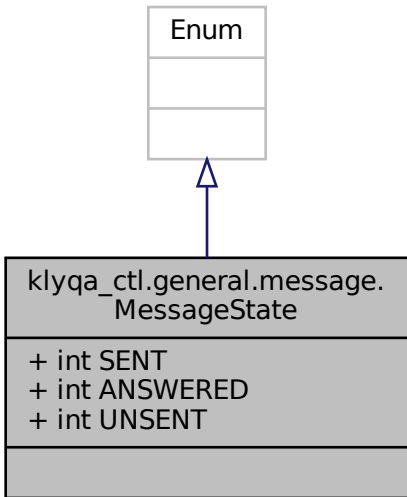 Enum
klyqa_ctl.general.message.
MessageState
+ int SENT
+ int ANSWERED
+ int UNSENT